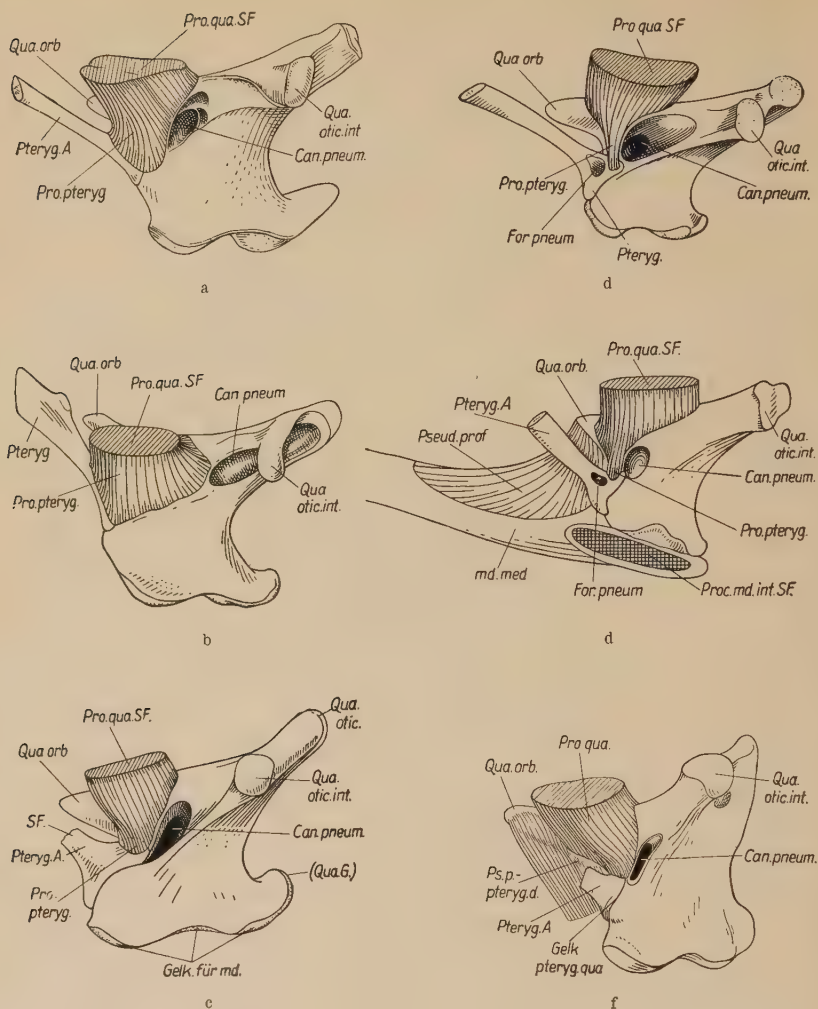 Pro.qua.SF
Qua.orb
Pteryg.A
Pro.pteryg
Qua.
otic.int
Can.pneum.
a
Pro qua SF
Qua orb
Qua
otic.int.
Pro.pteryg.
Can.pneum.
For pneum
Pteryg.
d
Qua.orb
Pro.qua.SF
Can pneum
Pteryg
Pro.pteryg.
Qua
otic.int.
b
Pro.qua.SF.
Qua.orb.
Pteryg.A
Pseud.prof
Qua.
otic.int.
Can.pneum.
Pro.pteryg.
md.med
For.pneum
Proc.md.int.SF.
d
Pro.qua.SF.
Qua.
otic.
Qua orb
Qua.
otic.int.
SF.
Can.pneum.
Pteryg.A.
Pro.
pteryg.
(Qua.G.)
Gelk.für md.
c
Pro qua.
Qua.orb.
Qua.
otic.int.
Ps.p.-
pteryg.d.
Can.pneum.
Pteryg.A
Gelk
pteryg.qua
f